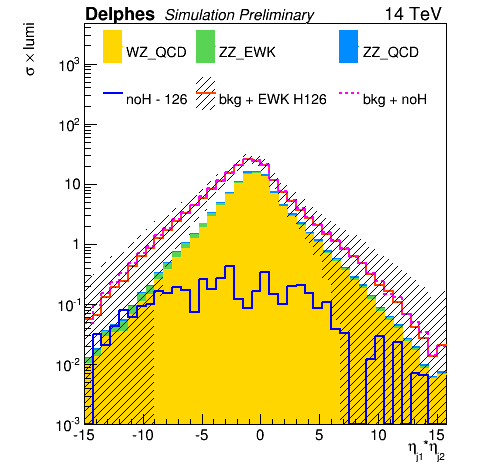 Delphes Simulation Preliminary 14 TeV
σ × lumi
WZ_QCD ZZ_EWK ZZ_QCD
noH - 126 bkg + EWK H126 bkg + noH
10³
10²
10
1
10⁻¹
10⁻²
10⁻³
-15 -10 -5 0 5 10 15
η_j1*η_j2